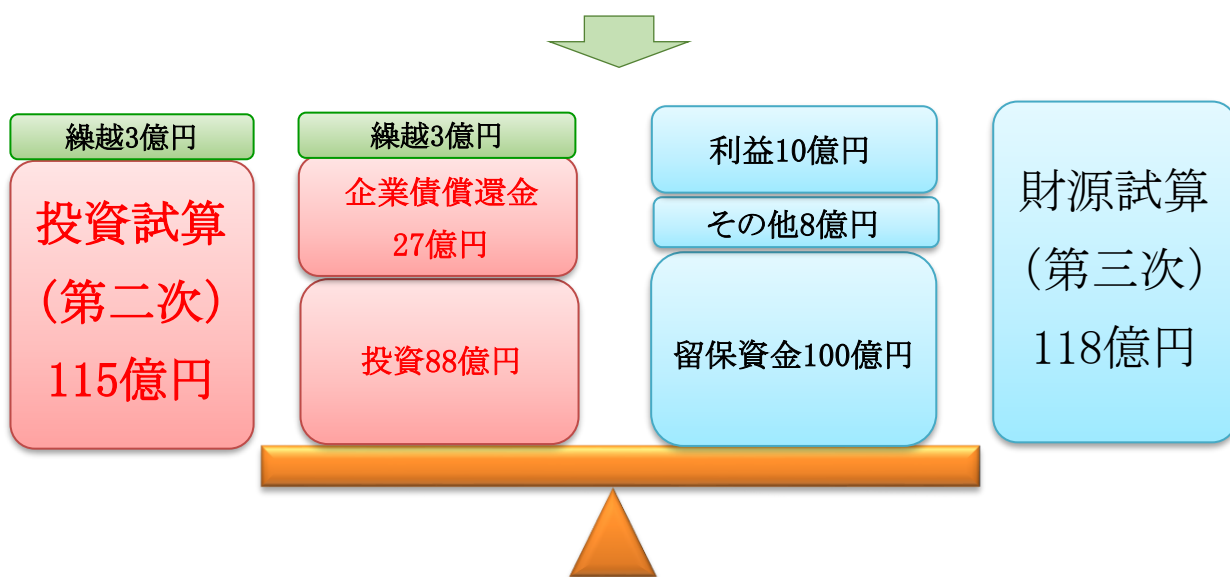 繰越3億円
投資試算
(第二次)
115億円
繰越3億円
企業債償還金
27億円
投資88億円
利益10億円
その他8億円
留保資金100億円
財源試算
(第三次)
118億円